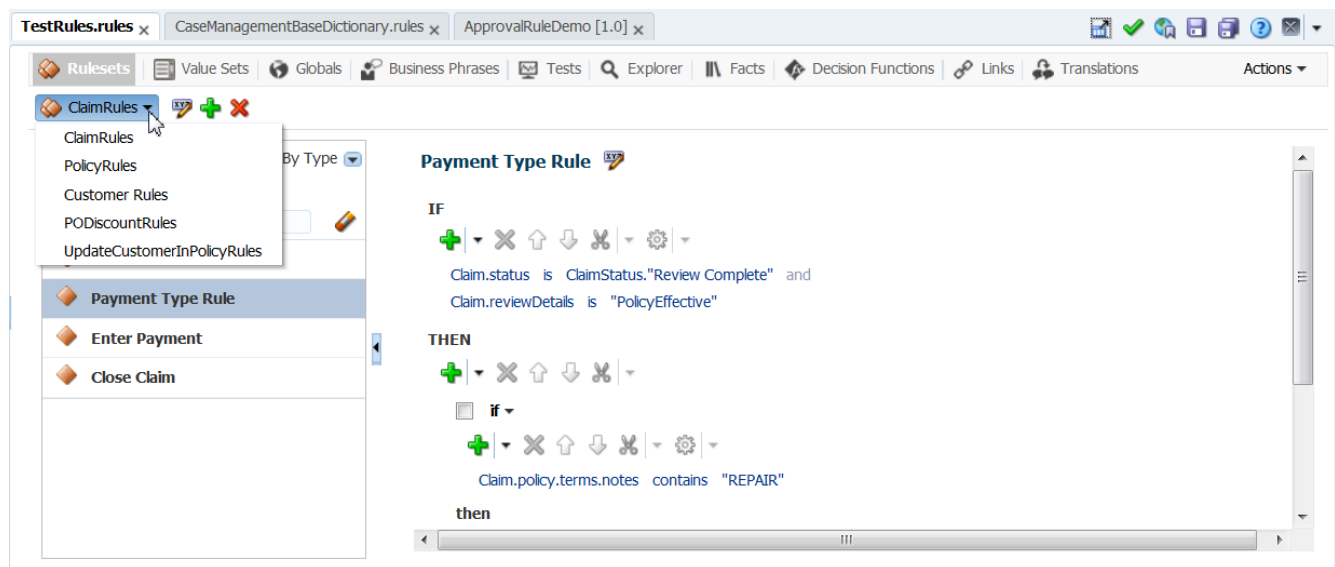 TestRules.rules x CaseManagementBaseDictionary.rules x ApprovalRuleDemo [1.0] x
Rulesets Value Sets Globals Business Phrases Tests Explorer Facts Decision Functions Links Translations Actions
ClaimRules
ClaimRules
PolicyRules
Customer Rules
PODiscountRules
UpdateCustomerInPolicyRules
By Type
Payment Type Rule
Enter Payment
Close Claim
Payment Type Rule
IF
Claim.status is ClaimStatus."Review Complete" and
Claim.reviewDetails is "PolicyEffective"
THEN
if
Claim.policy.terms.notes contains "REPAIR"
then